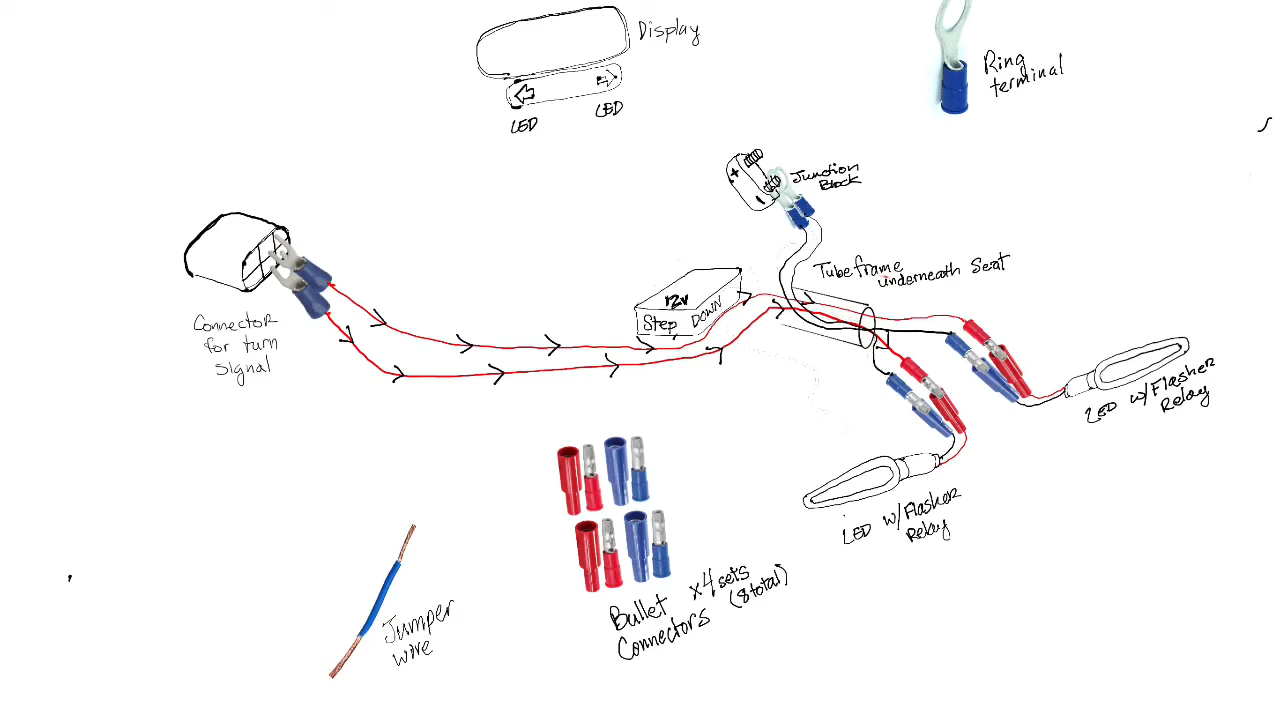 Display
LED
LED
Ring
terminal
+
-
Junction
Block
Tubeframe
underneath Seat
12v
Step DOWN
Connector
for turn
Signal
LED w/Flasher
Relay
LED w/Flasher
Relay
Bullet x4 sets
Connectors (8 total)
Jumper
wire